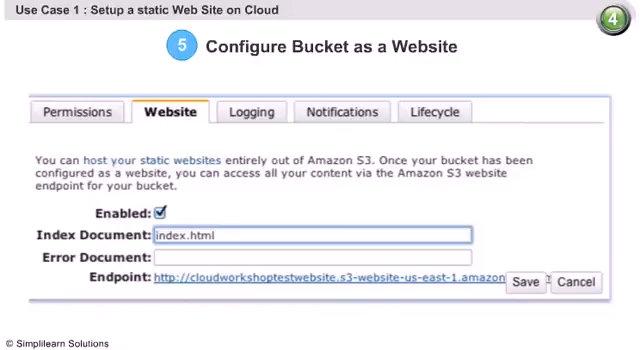 Use Case 1 : Setup a static Web Site on Cloud
4
5 Configure Bucket as a Website
Permissions Website Logging Notifications Lifecycle
You can host your static websites entirely out of Amazon S3. Once your bucket has been
configured as a website, you can access all your content via the Amazon S3 website
endpoint for your bucket.
Enabled:
Index Document: index.html
Error Document:
Endpoint: http://cloudworkshoptestwebsite.s3-website-us-east-1.amazon Save Cancel
© Simplilearn Solutions